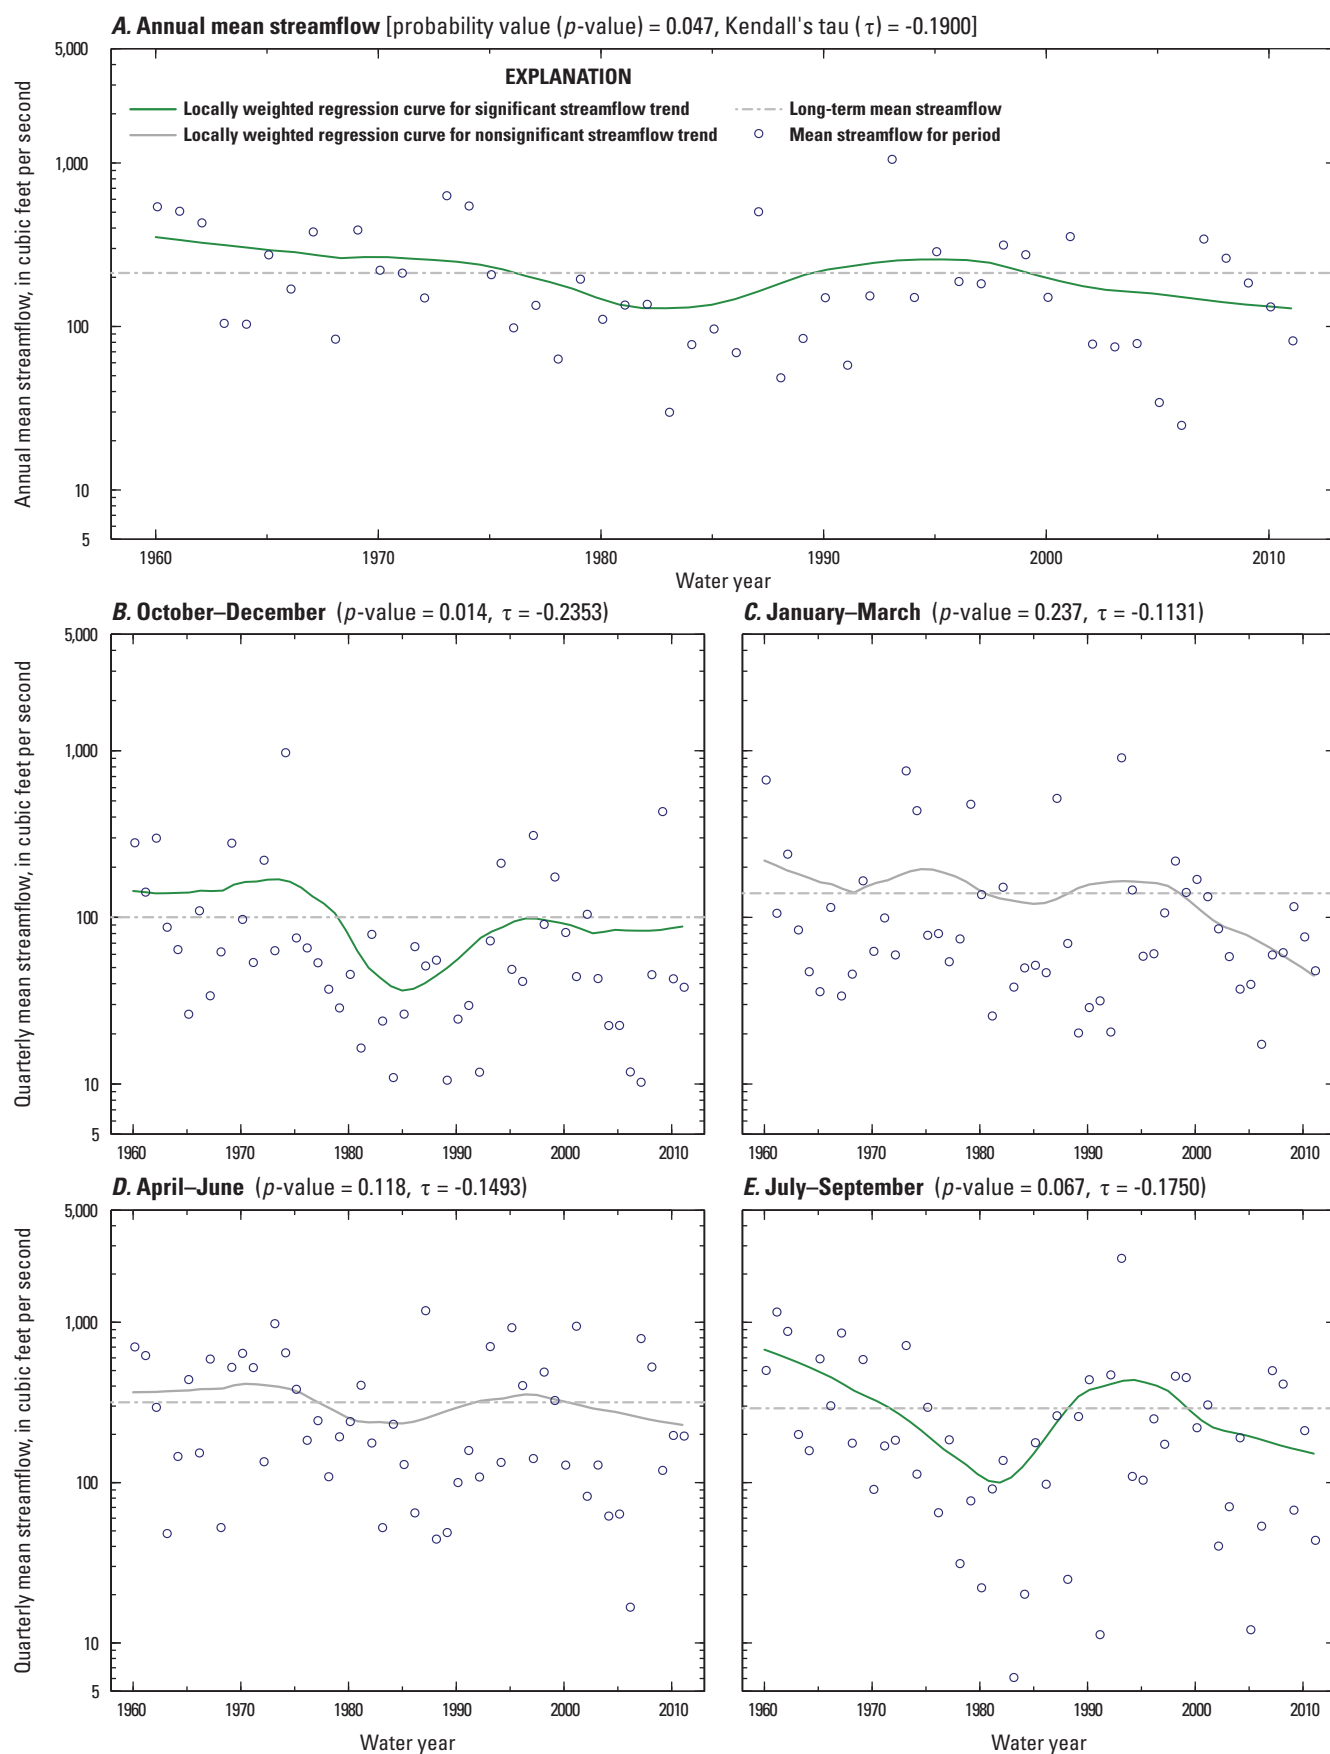 A. Annual mean streamflow [probability value (p-value) = 0.047, Kendall's tau (τ) = -0.1900]
EXPLANATION
Locally weighted regression curve for significant streamflow trend
Locally weighted regression curve for nonsignificant streamflow trend
Long-term mean streamflow
Mean streamflow for period
Annual mean streamflow, in cubic feet per second
5,000
1,000
100
10
5
1960 1970 1980 1990 2000 2010
Water year
B. October–December (p-value = 0.014, τ = -0.2353)
Quarterly mean streamflow, in cubic feet per second
5,000
1,000
100
10
5
1960 1970 1980 1990 2000 2010
C. January–March (p-value = 0.237, τ = -0.1131)
1960 1970 1980 1990 2000 2010
D. April–June (p-value = 0.118, τ = -0.1493)
Quarterly mean streamflow, in cubic feet per second
5,000
1,000
100
10
5
1960 1970 1980 1990 2000 2010
Water year
E. July–September (p-value = 0.067, τ = -0.1750)
1960 1970 1980 1990 2000 2010
Water year